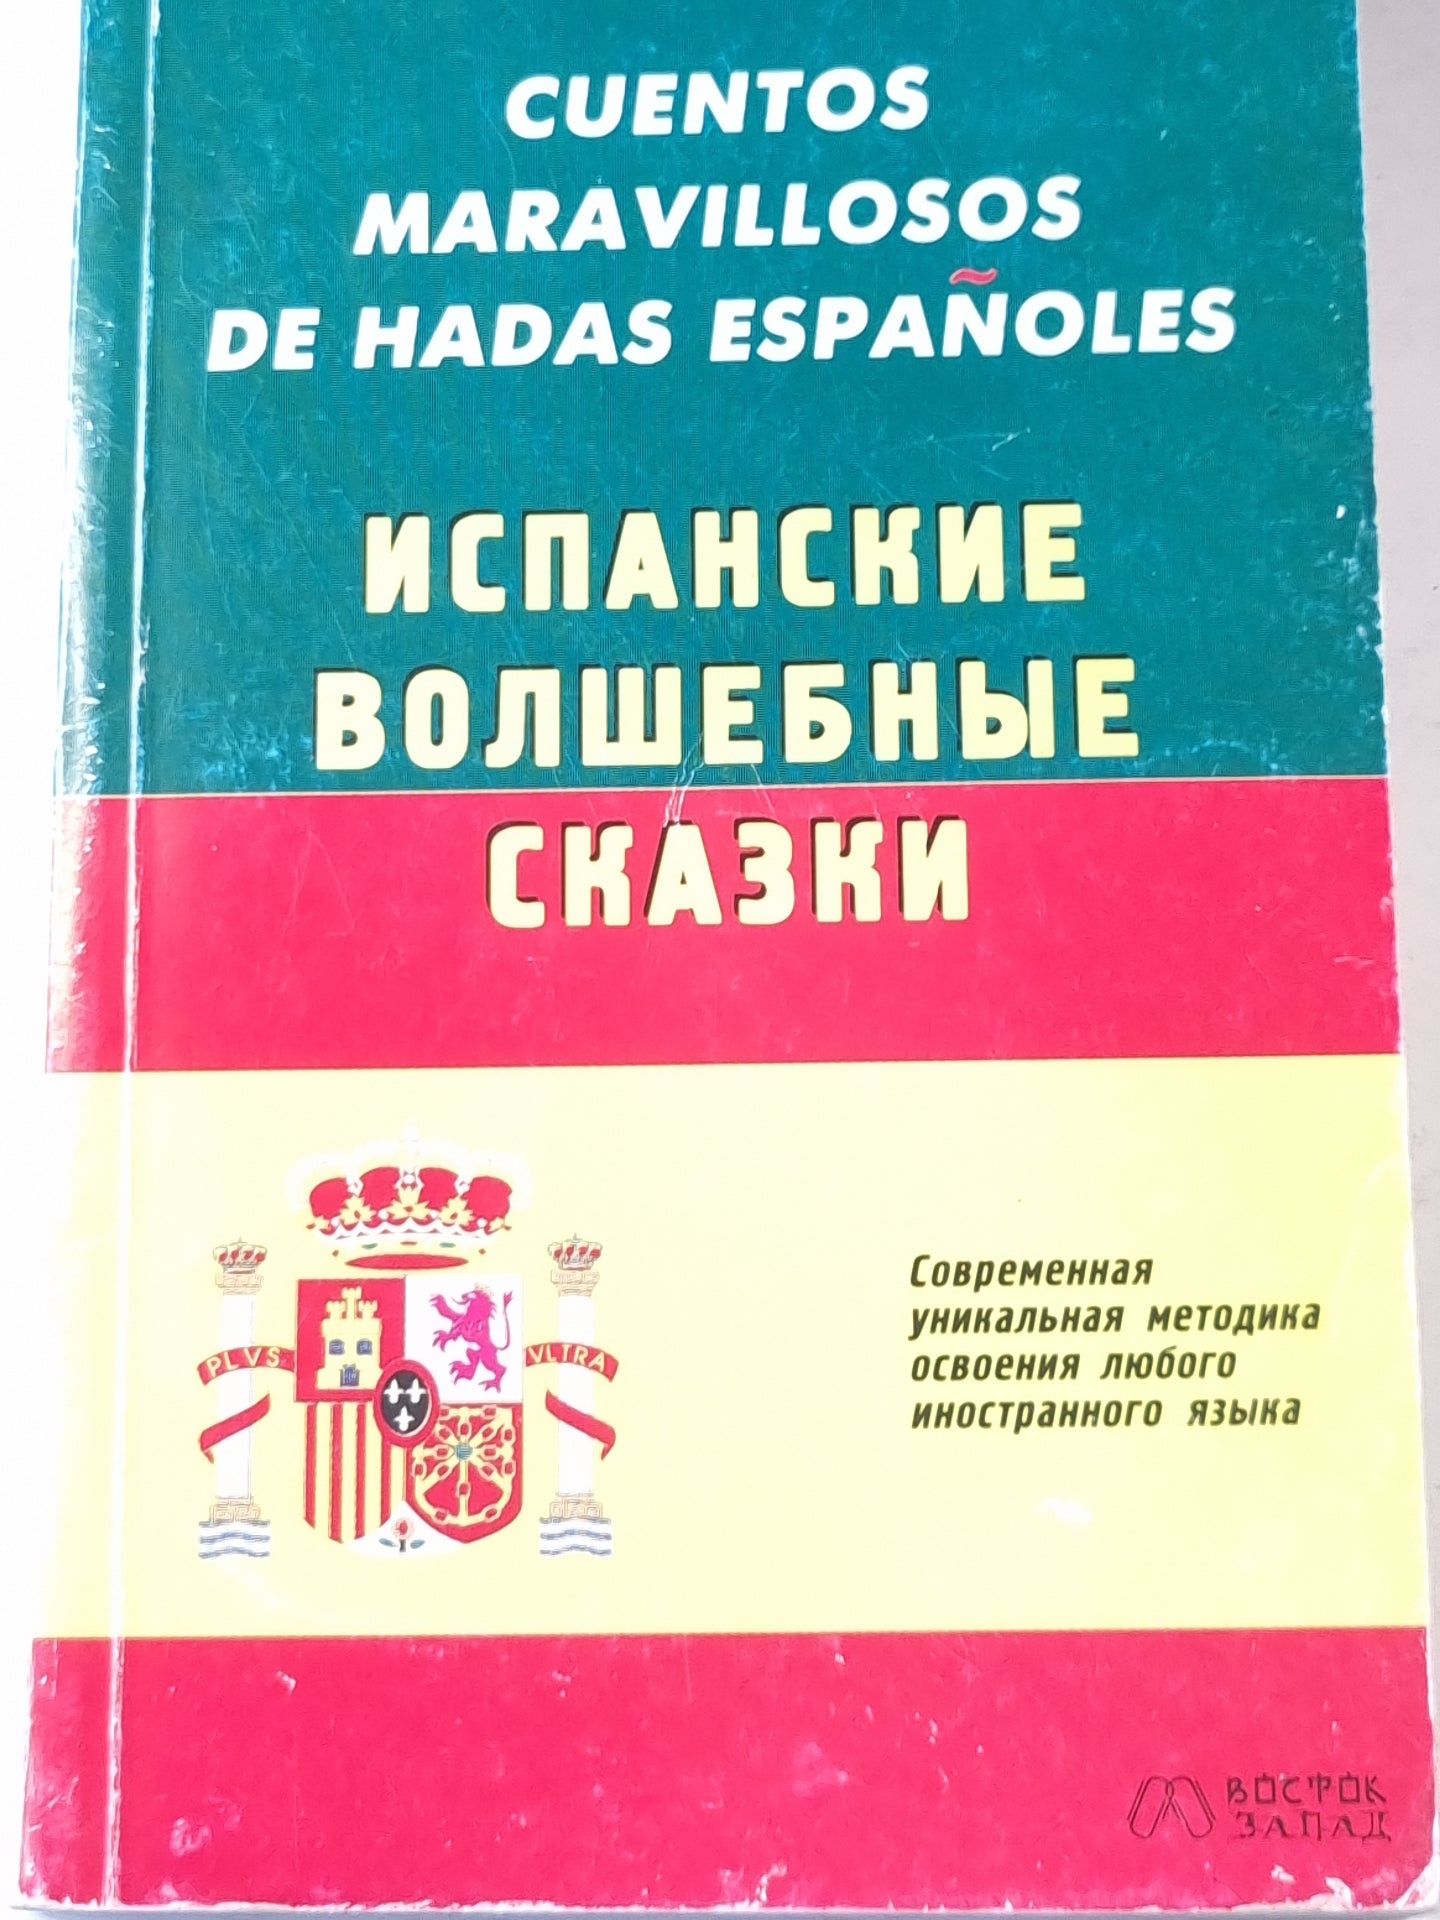 CUENTOS
MARAVILLOSOS
DE HADAS ESPAÑOLES
ИСПАНСКИЕ
ВОЛШЕБНЫЕ
СКАЗКИ
PLVS
VLTRA
Современная
уникальная методика
освоения любого
иностранного языка
ВОСТОК
ЗАПАД